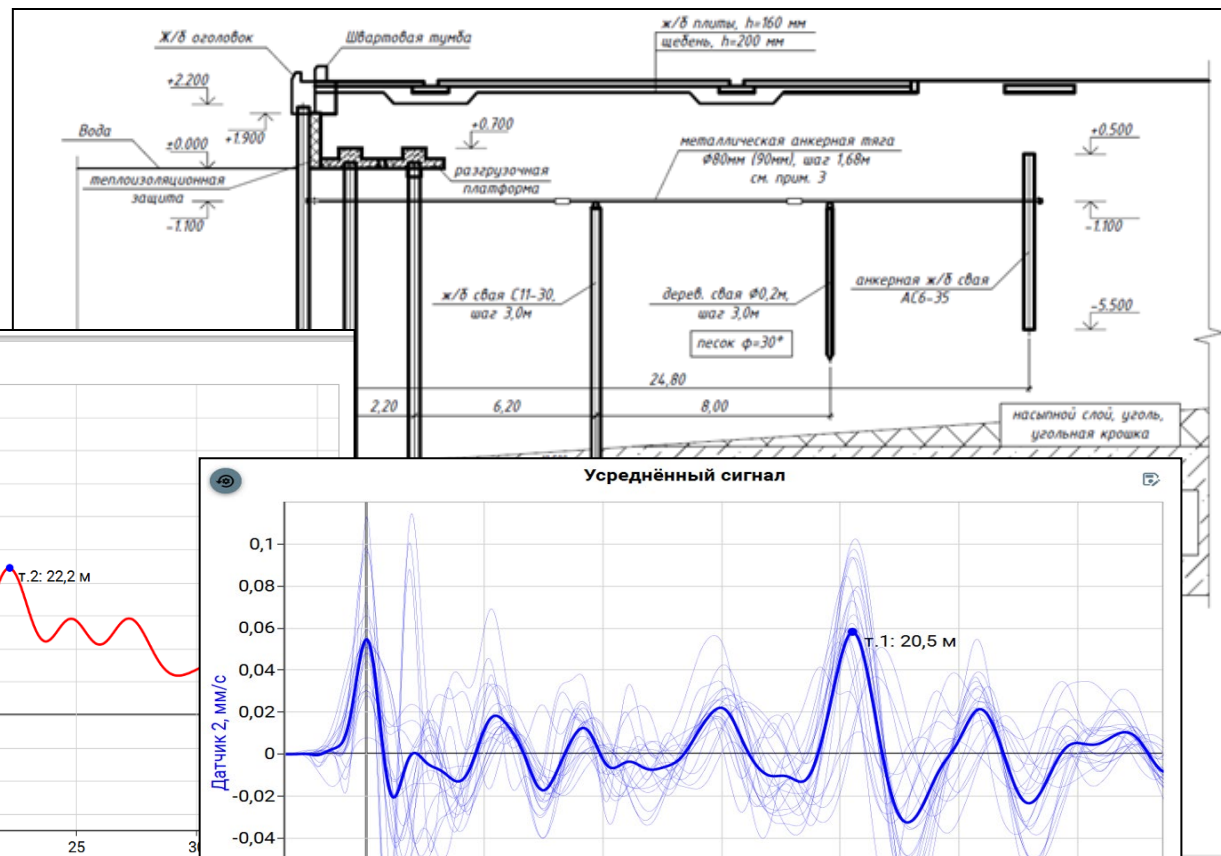 ж/б плиты, h=160 мм
щебень, h=200 мм
Ж/б оголовок
Швартовая тумба
+2.200
Вода
±0.000
+1.900
+0.700
металлическая анкерная тяга
Ø80мм (90мм), шаг 1,68м
см. прим. 3
+0.500
теплоизоляционная
защита
разгрузочная
платформа
-1.100
-1.100
ж/б свая С11-30,
шаг 3,0м
дерев. свая Ø0,2м,
шаг 3,0м
анкерная ж/б свая
АС6-35
-5.500
песок φ=30°
24,80
2,20
6,20
8,00
насыпной слой, уголь,
угольная крошка
т.2: 22,2 м
25
Усреднённый сигнал
0,1
0,08
0,06
т.1: 20,5 м
0,04
0,02
0
-0,02
-0,04
Датчик 2, мм/с